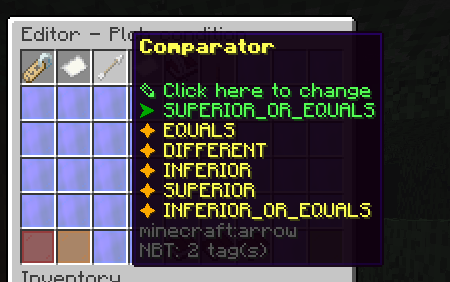 Editor - Pl
Comparator
Click here to change
SUPERIOR_OR_EQUALS
EQUALS
DIFFERENT
INFERIOR
SUPERIOR
INFERIOR_OR_EQUALS
minecraft:arrow
NBT: 2 tag(s)
Inventory